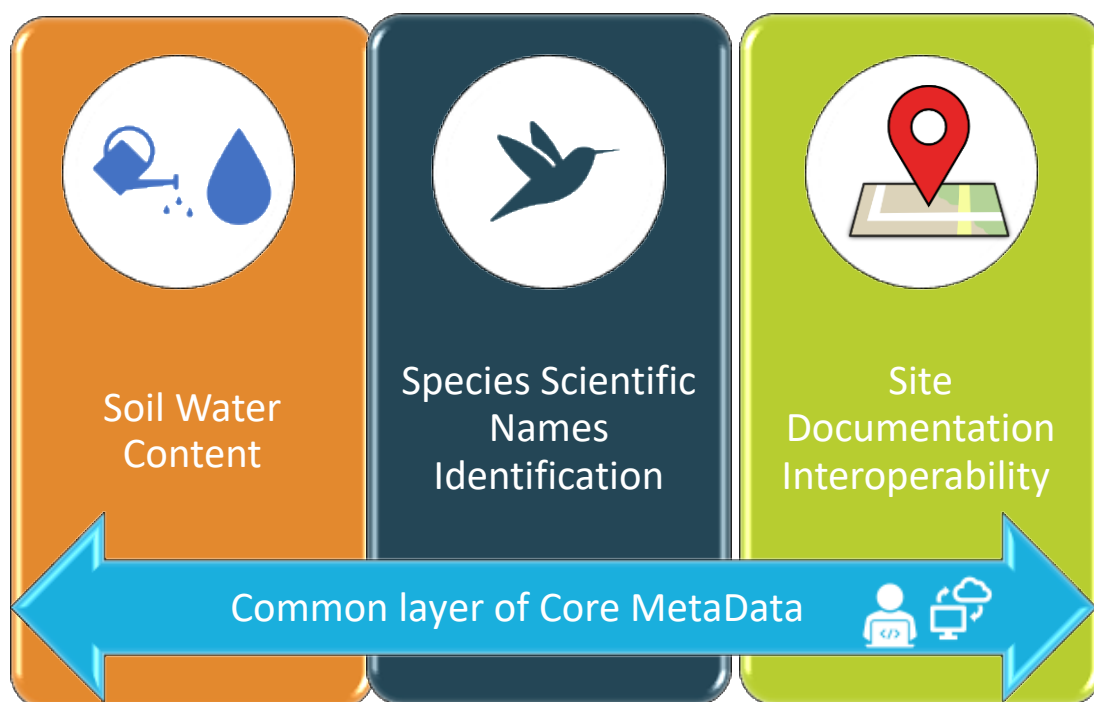 Soil Water
Content
Species Scientific
Names
Identification
Site
Documentation
Interoperability
Common layer of Core MetaData
</>